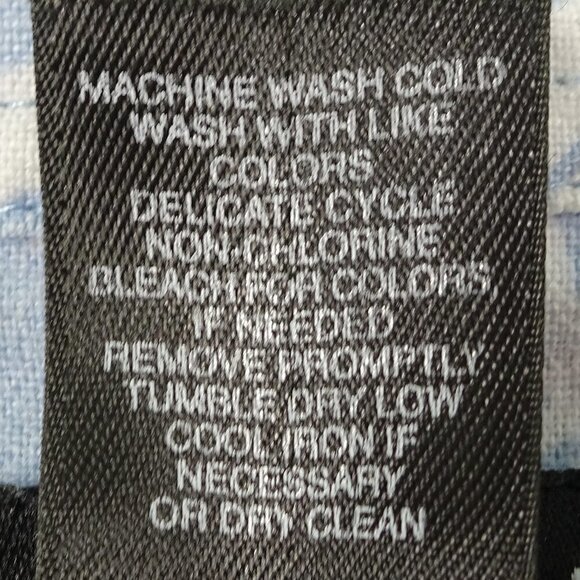 MACHINE WASH COLD
WASH WITH LIKE
COLORS
DELICATE CYCLE
NON-CHLORINE
BLEACH FOR COLORS
IF NEEDED
REMOVE PROMPTLY
TUMBLE DRY LOW
COOL IRON IF
NECESSARY
OR DRY CLEAN